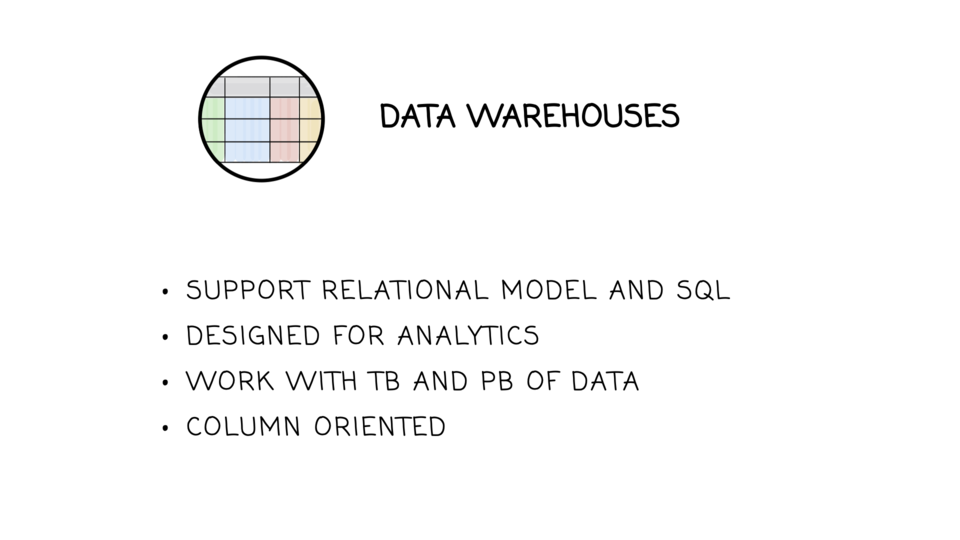 DATA WAREHOUSES
• SUPPORT RELATIONAL MODEL AND SQL
• DESIGNED FOR ANALYTICS
• WORK WITH TB AND PB OF DATA
• COLUMN ORIENTED